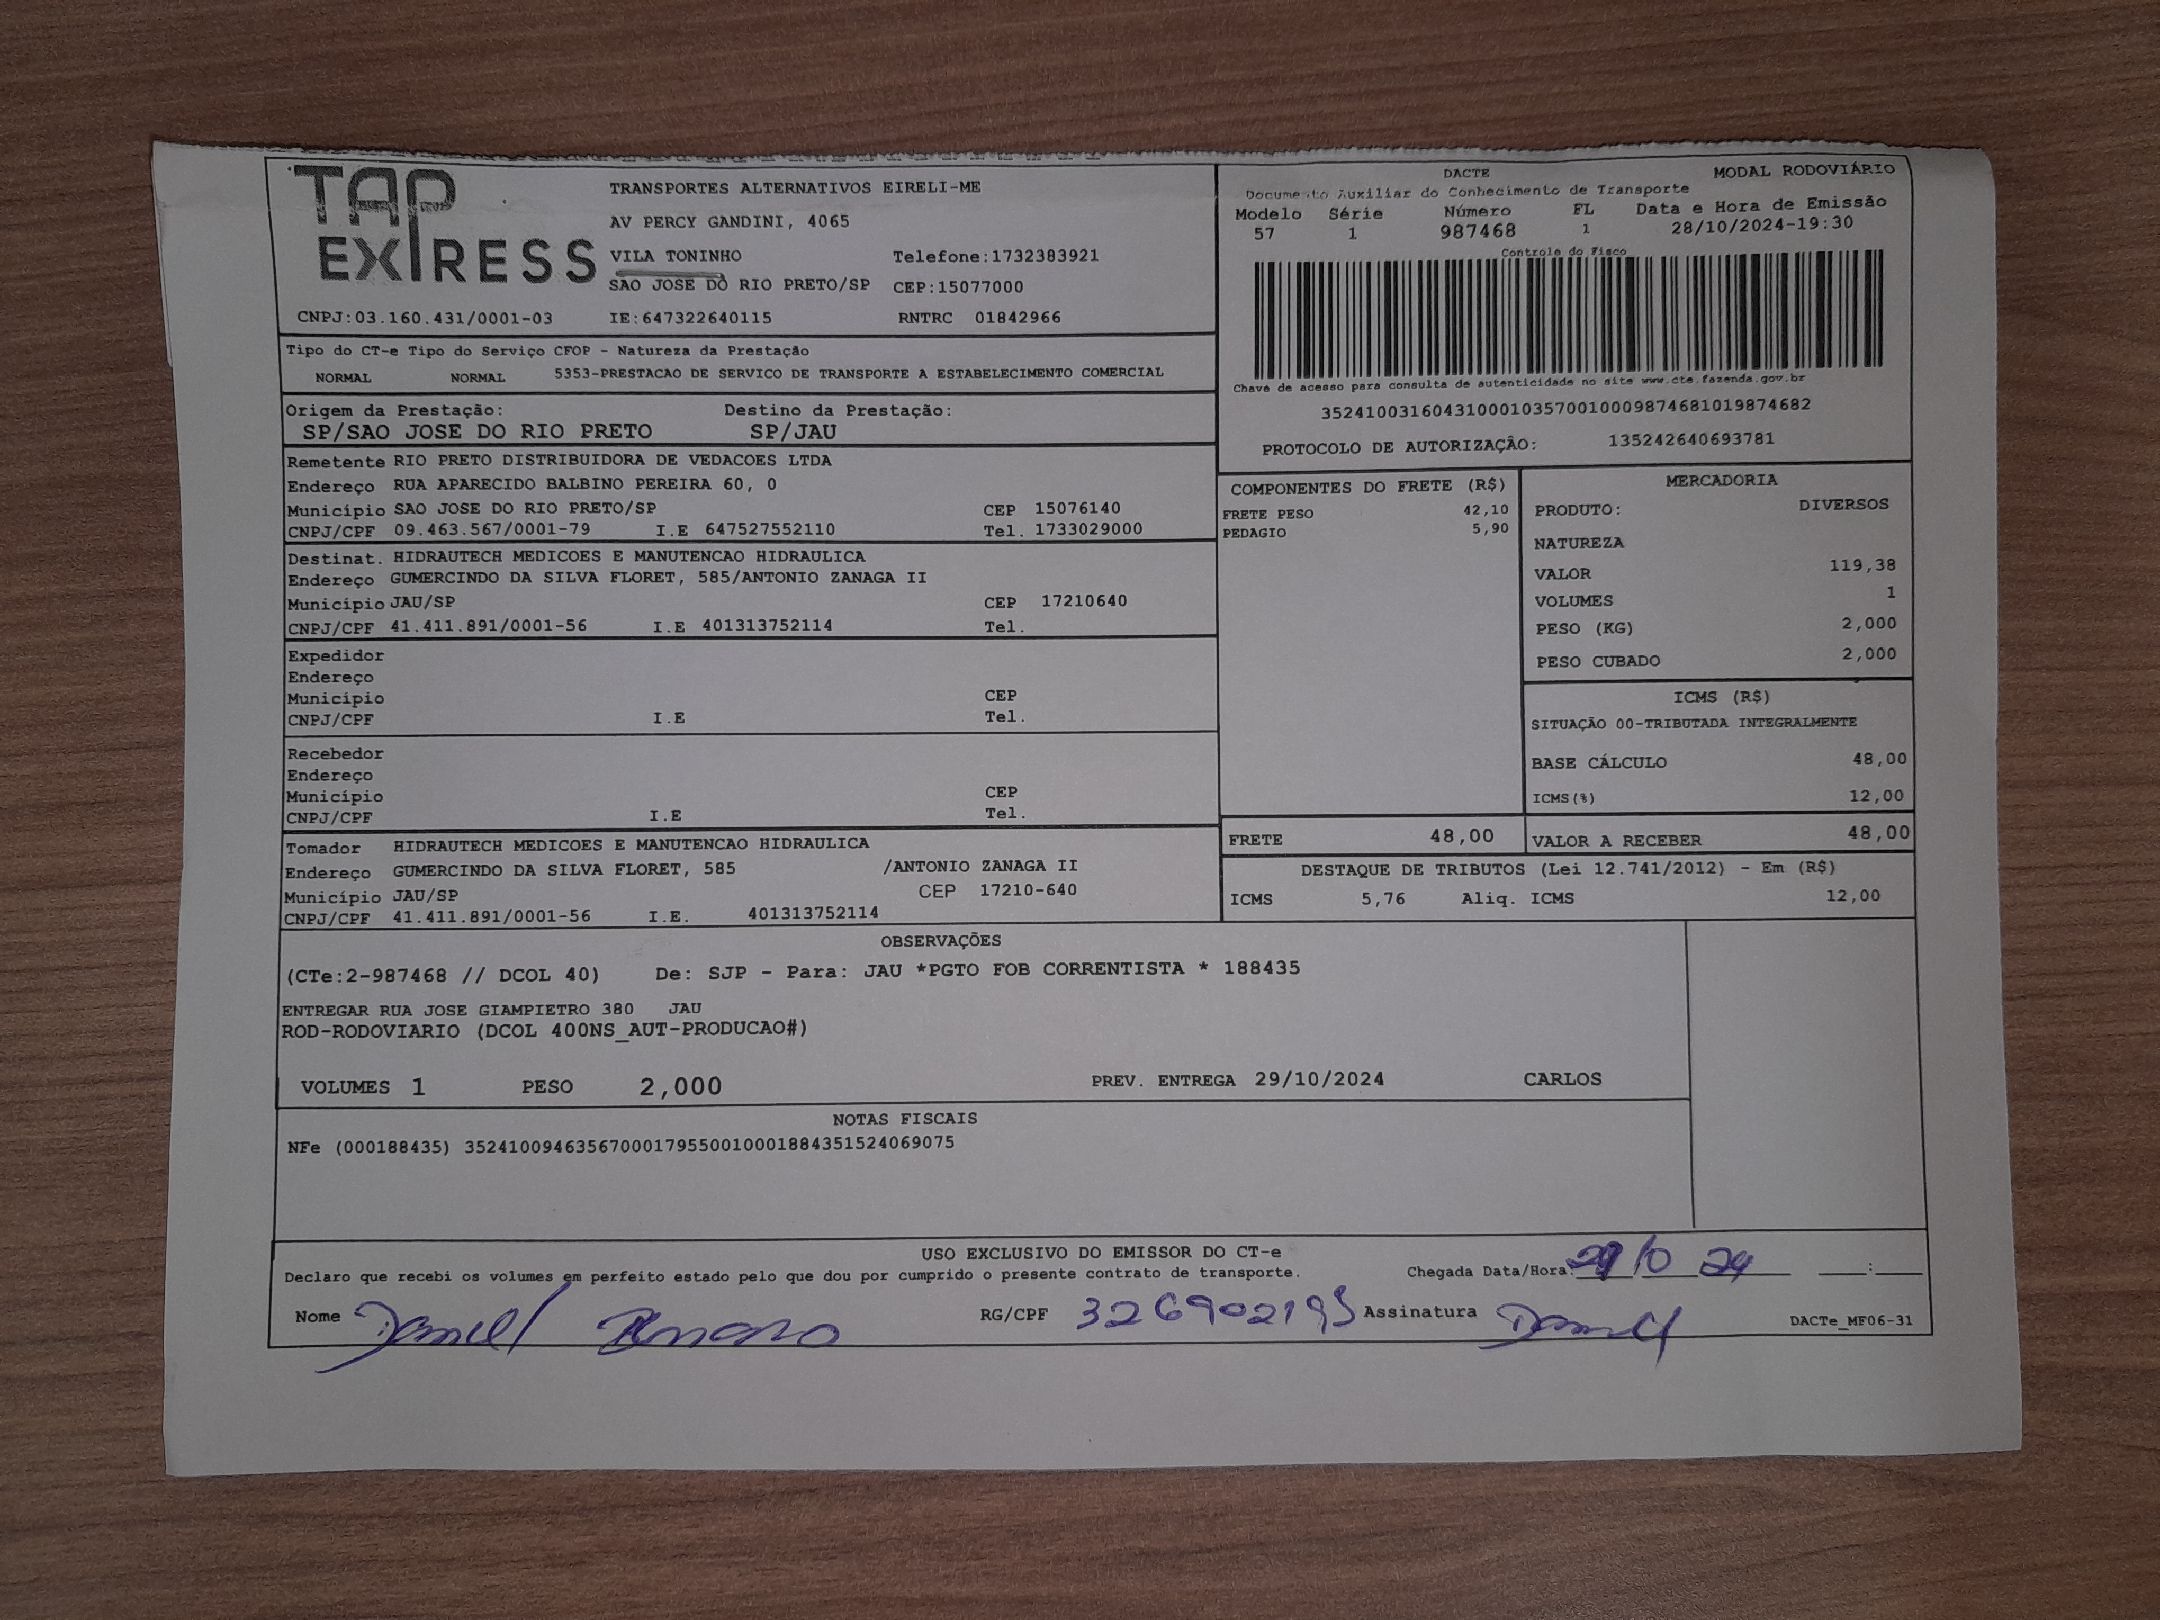 TAP EXPRESS
TRANSPORTES ALTERNATIVOS EIRELI-ME
AV PERCY GANDINI, 4065
VILA TONINHO Telefone:1732383921
SAO JOSE DO RIO PRETO/SP CEP:15077000
CNPJ:03.160.431/0001-03 IE:647322640115 RNTRC 01842966
DACTE MODAL RODOVIÁRIO
Documento Auxiliar do Conhecimento de Transporte
Modelo Série Número FL Data e Hora de Emissão
57 1 987468 1 28/10/2024-19:30
Controle do Fisco
Chave de acesso para consulta de autenticidade no site www.cte.fazenda.gov.br
35241003160431000103570010009874681019874682
PROTOCOLO DE AUTORIZAÇÃO: 135242640693781
Tipo do CT-e Tipo do Serviço CFOP - Natureza da Prestação
NORMAL NORMAL 5353-PRESTACAO DE SERVICO DE TRANSPORTE A ESTABELECIMENTO COMERCIAL
Origem da Prestação: Destino da Prestação:
SP/SAO JOSE DO RIO PRETO SP/JAU
Remetente RIO PRETO DISTRIBUIDORA DE VEDACOES LTDA
Endereço RUA APARECIDO BALBINO PEREIRA 60, 0
Município SAO JOSE DO RIO PRETO/SP CEP 15076140
CNPJ/CPF 09.463.567/0001-79 I.E 647527552110 Tel. 1733029000
Destinat. HIDRAUTECH MEDICOES E MANUTENCAO HIDRAULICA
Endereço GUMERCINDO DA SILVA FLORET, 585/ANTONIO ZANAGA II
Município JAU/SP CEP 17210640
CNPJ/CPF 41.411.891/0001-56 I.E 401313752114 Tel.
Expedidor
Endereço
Município CEP
CNPJ/CPF I.E Tel.
Recebedor
Endereço
Município CEP
CNPJ/CPF I.E Tel.
Tomador HIDRAUTECH MEDICOES E MANUTENCAO HIDRAULICA
Endereço GUMERCINDO DA SILVA FLORET, 585 /ANTONIO ZANAGA II
Município JAU/SP CEP 17210-640
CNPJ/CPF 41.411.891/0001-56 I.E. 401313752114
COMPONENTES DO FRETE (R$)
FRETE PESO 42,10
PEDAGIO 5,90
MERCADORIA
PRODUTO: DIVERSOS
NATUREZA
VALOR 119,38
VOLUMES 1
PESO (KG) 2,000
PESO CUBADO 2,000
ICMS (R$)
SITUAÇÃO 00-TRIBUTADA INTEGRALMENTE
BASE CÁLCULO 48,00
ICMS(%) 12,00
FRETE 48,00 VALOR A RECEBER 48,00
DESTAQUE DE TRIBUTOS (Lei 12.741/2012) - Em (R$)
ICMS 5,76 Aliq. ICMS 12,00
OBSERVAÇÕES
(CTe:2-987468 // DCOL 40) De: SJP - Para: JAU *PGTO FOB CORRENTISTA * 188435
ENTREGAR RUA JOSE GIAMPIETRO 380 JAU
ROD-RODOVIARIO (DCOL 400NS_AUT-PRODUCAO#)
VOLUMES 1 PESO 2,000 PREV. ENTREGA 29/10/2024 CARLOS
NOTAS FISCAIS
NFe (000188435) 35241009463567000179550010001884351524069075
USO EXCLUSIVO DO EMISSOR DO CT-e
Declaro que recebi os volumes em perfeito estado pelo que dou por cumprido o presente contrato de transporte. Chegada Data/Hora: 29/10 24 :
Nome Daniel RG/CPF 326902195 Assinatura Daniel DACTe_MF06-31